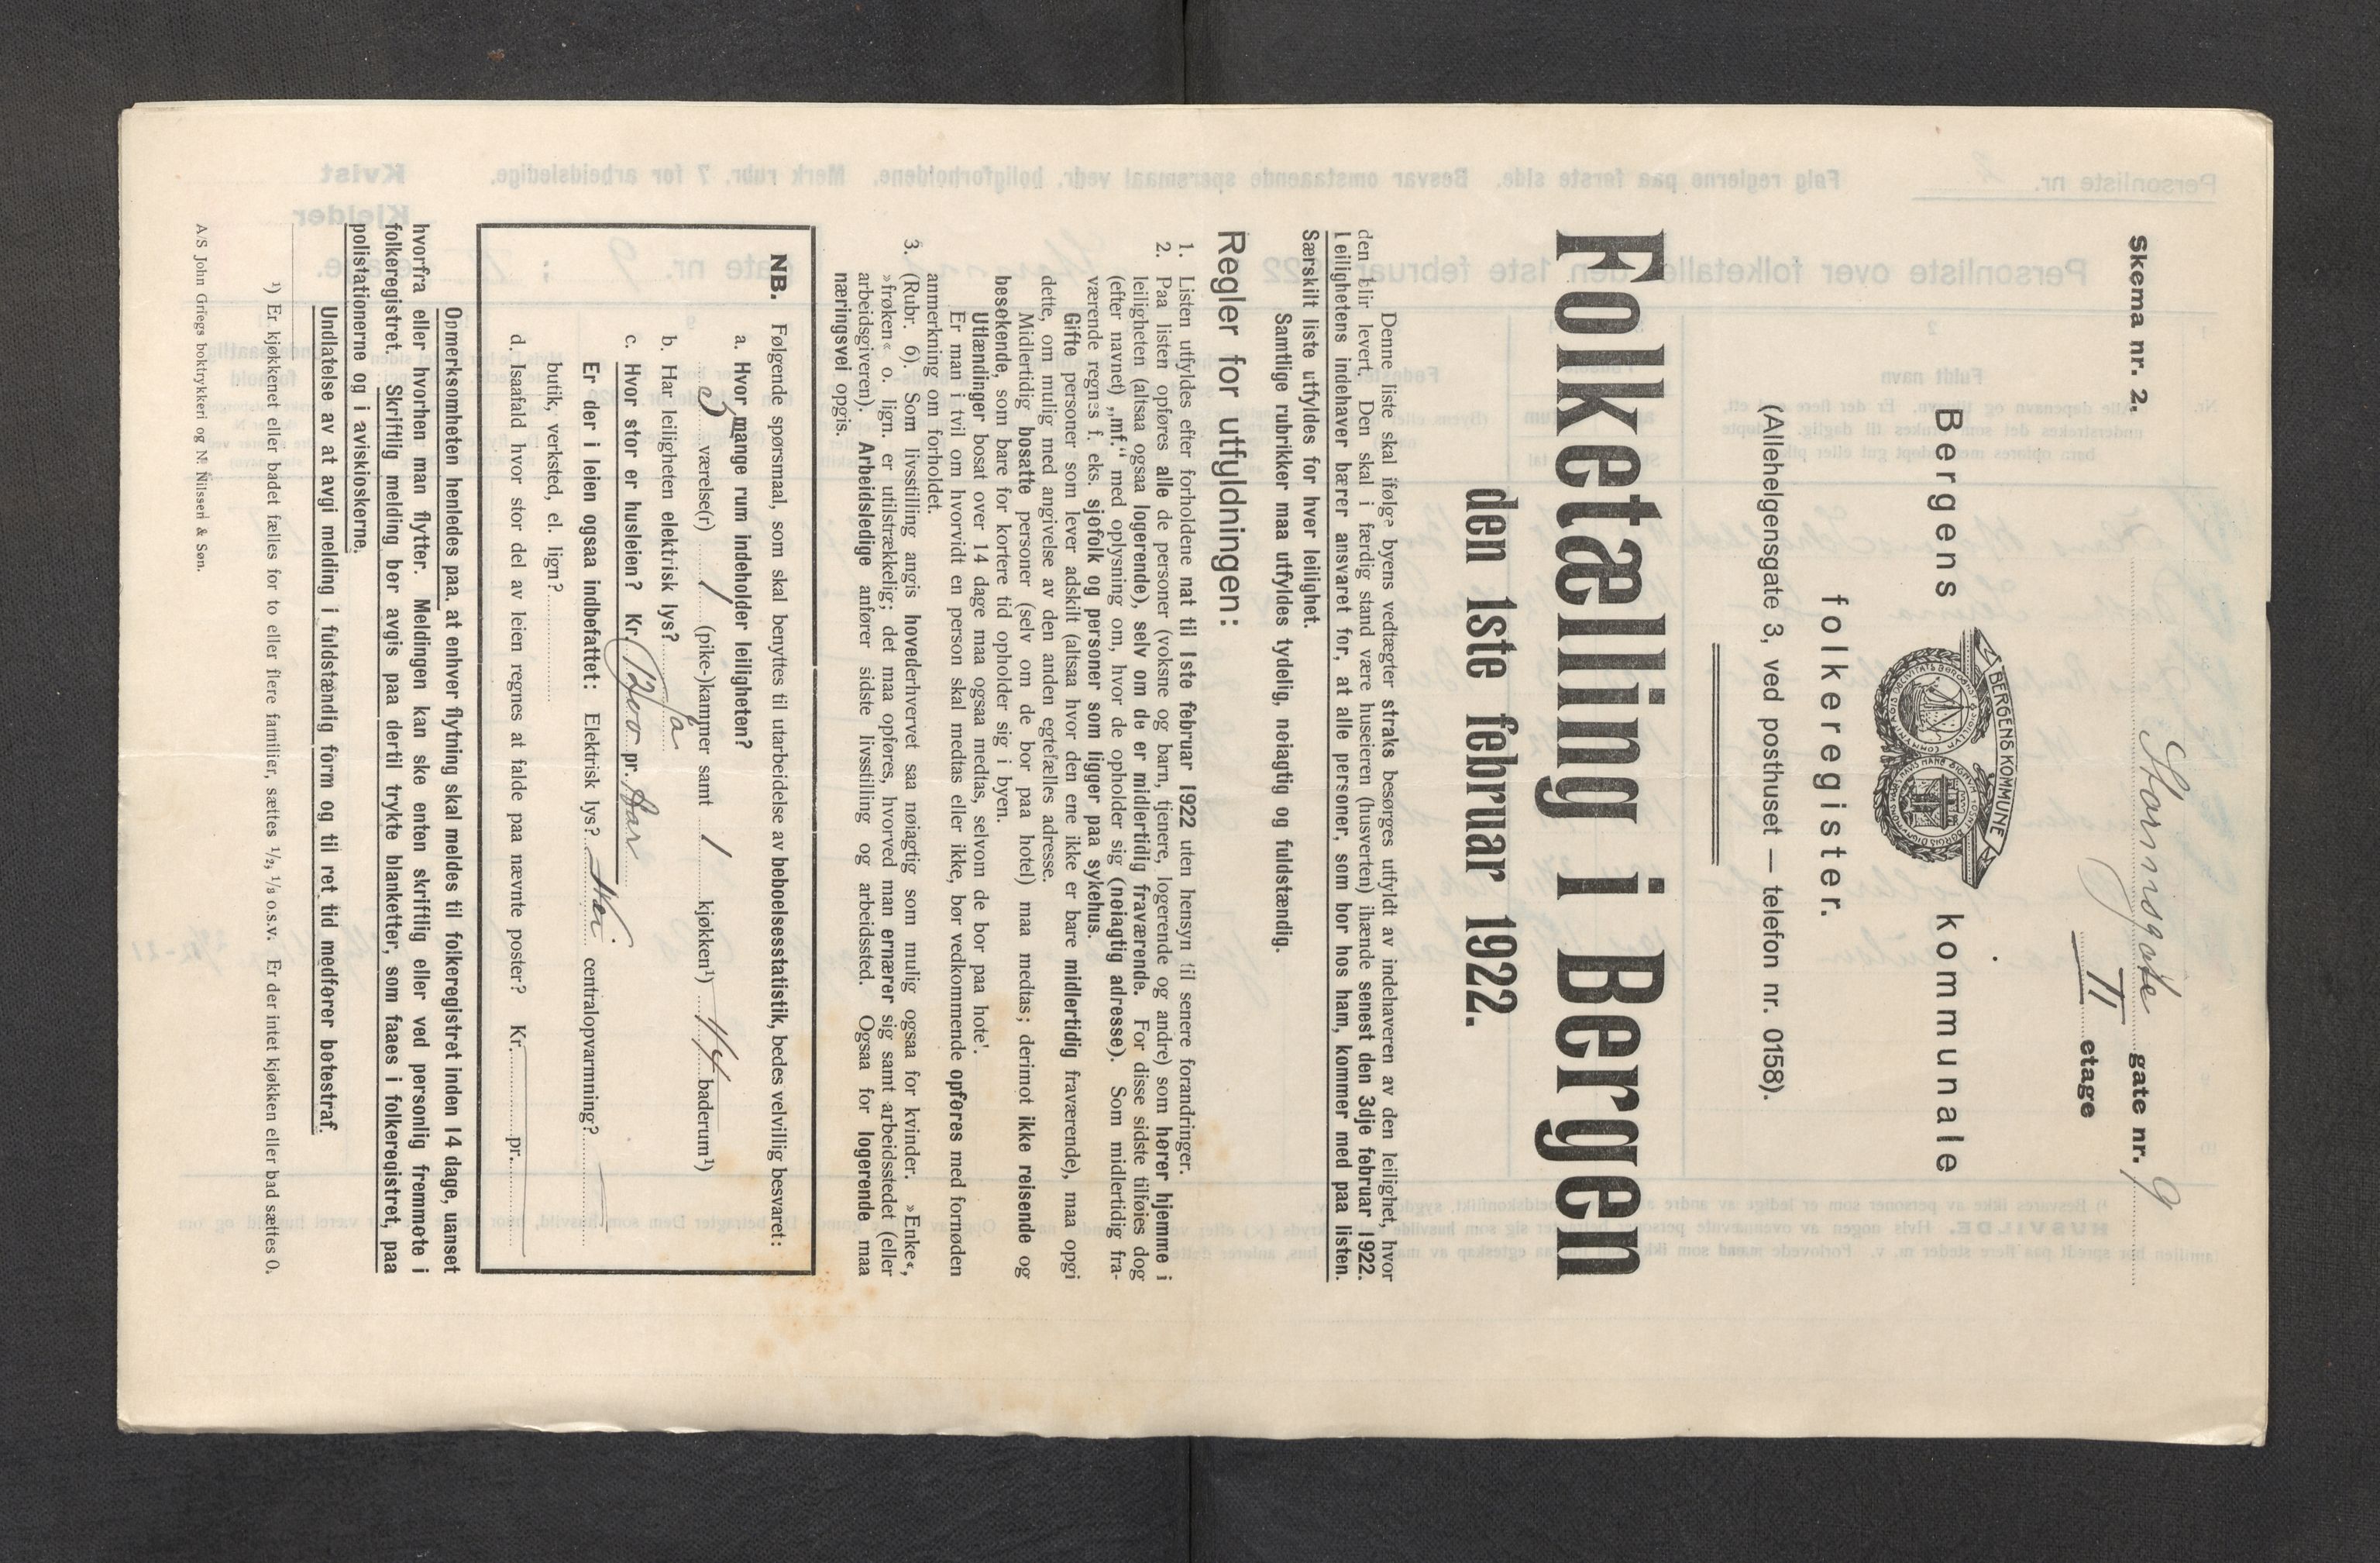 Skema nr. 2.
Stormsgate gate nr. 9
II etage
BERGENS KOMMUNE
Bergens kommunale
folkeregister.
(Allehelgensgate 3, ved posthuset — telefon nr. 0158).
Folketælling i Bergen
den 1ste februar 1922.
Denne liste skal ifølge byens vedtægter straks besørges utfyldt av indehaveren av den leilighet, hvor
den blir levert. Den skal i færdig stand være huseieren (husverten) ihænde senest den 3dje februar 1922.
Leilighetens indehaver bærer ansvaret for, at alle personer, som bor hos ham, kommer med paa listen.
Særskilt liste utfyldes for hver leilighet.
Samtlige rubrikker maa utfyldes tydelig, nøiagtig og fuldstændig.
Regler for utfyldningen:
1. Listen utfyldes efter forholdene nat til 1ste februar 1922 uten hensyn til senere forandringer.
2. Paa listen opføres alle de personer (voksne og barn, tjenere, logerende og andre) som hører hjemme i
leiligheten (altsaa ogsaa logerende), selv om de er midlertidig fraværende. For disse sidste tilføies dog
(efter navnet) „mf.“ med oplysning om, hvor de opholder sig (nøiagtig adresse). Som midlertidig fra-
værende regnes f. eks. sjøfolk og personer som ligger paa sykehus.
Gifte personer som lever adskilt (altsaa hvor den ene ikke er bare midlertidig fraværende), maa opgi
dette, om mulig med angivelse av den anden egtefælles adresse.
Midlertidig bosatte personer (selv om de bor paa hotel) maa medtas; derimot ikke reisende og
besøkende, som bare for kortere tid opholder sig i byen.
Utlændinger bosat over 14 dage maa ogsaa medtas, selvom de bor paa hotel.
Er man i tvil om hvorvidt en person skal medtas eller ikke, bør vedkommende opføres med fornøden
anmerkning om forholdet.
3. (Rubr. 6). Som livsstilling angis hovederhvervet saa nøiagtig som mulig ogsaa for kvinder. »Enke«,
»frøken« o. lign. er utilstrækkelig; det maa opføres, hvorved man ernærer sig samt arbeidsstedet (eller
arbeidsgiveren). Arbeidsledige anfører sidste livsstilling og arbeidssted. Ogsaa for logerende maa
næringsvei opgis.
NB. Følgende spørsmaal, som skal benyttes til utarbeidelse av beboelsesstatistik, bedes velvillig besvaret:
a. Hvor mange rum indeholder leiligheten?
5 værelse(r) 1 (pike-)kammer samt 1 kjøkken¹) 1/4 baderum¹)
b. Har leiligheten elektrisk lys? Ja
c. Hvor stor er husleien? Kr. 1200 pr. Aar
Er der i leien ogsaa indbefattet: Elektrisk lys? Nei centralopvarmning? —
butik, verksted, el. lign?
d. Isaafald hvor stor del av leien regnes at falde paa nævnte poster? Kr. pr.
Opmerksomheten henledes paa, at enhver flytning skal meldes til folkeregistret inden 14 dage, uanset
hvorfra eller hvorhen man flytter. Meldingen kan ske enten skriftlig eller ved personlig fremmøte i
folkeregistret. Skriftlig melding bør avgis paa dertil trykte blanketter, som faaes i folkeregistret, paa
politistationerne og i aviskioskerne.
Undlatelse av at avgi melding i fuldstændig form og til ret tid medfører bøtestraf.
¹) Er kjøkkenet eller badet fælles for to eller flere familier, sættes ¹/₂, ¹/₃ o.s.v. Er der intet kjøkken eller bad sættes 0.
A/S John Griegs boktrykkeri og N. Nilssen & Søn.